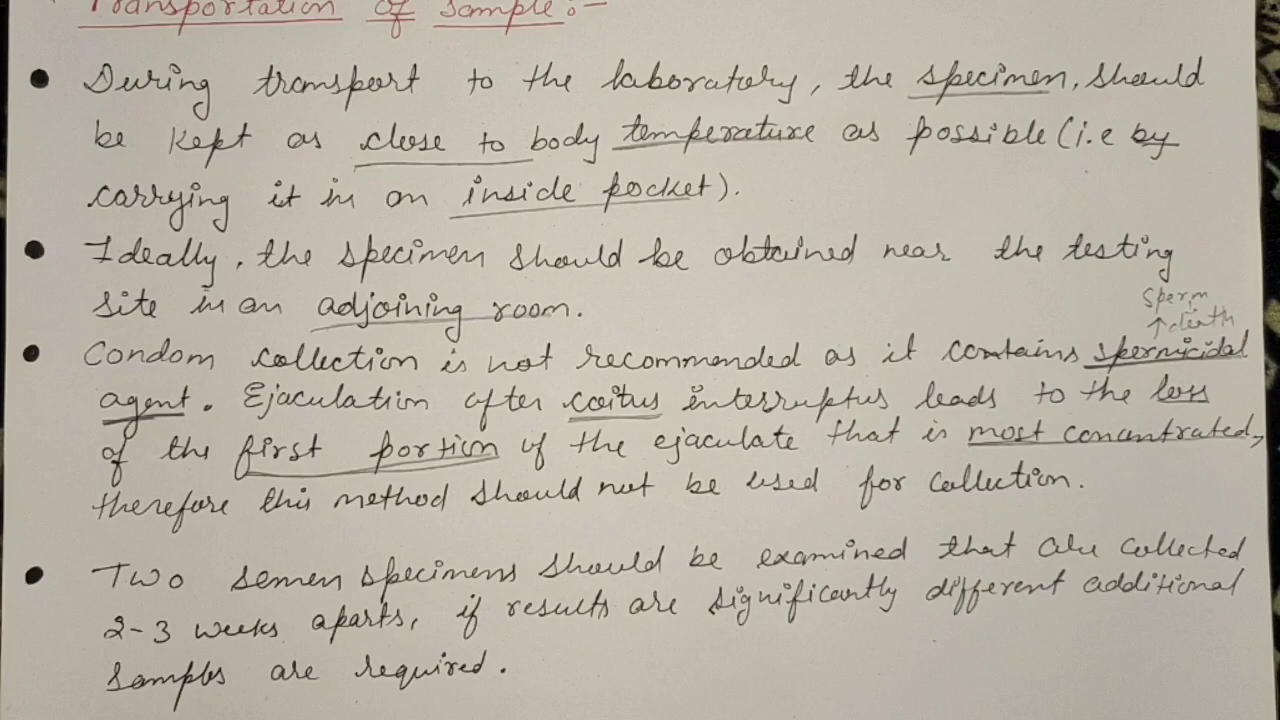 Transportation of Sample:-
• During transport to the laboratory, the specimen, should
be kept as close to body temperature as possible (i.e by
carrying it in an inside pocket).
• Ideally, the specimen should be obtained near the testing
site in an adjoining room.
Sperm
↑death
• Condom collection is not recommended as it contains spermicidal
agent. Ejaculation after coitus interruptus leads to the loss
of the first portion of the ejaculate that is most concentrated,
therefore this method should not be used for collection.
• Two semen specimens should be examined that are collected
2-3 weeks aparts, if results are significantly different additional
samples are required.